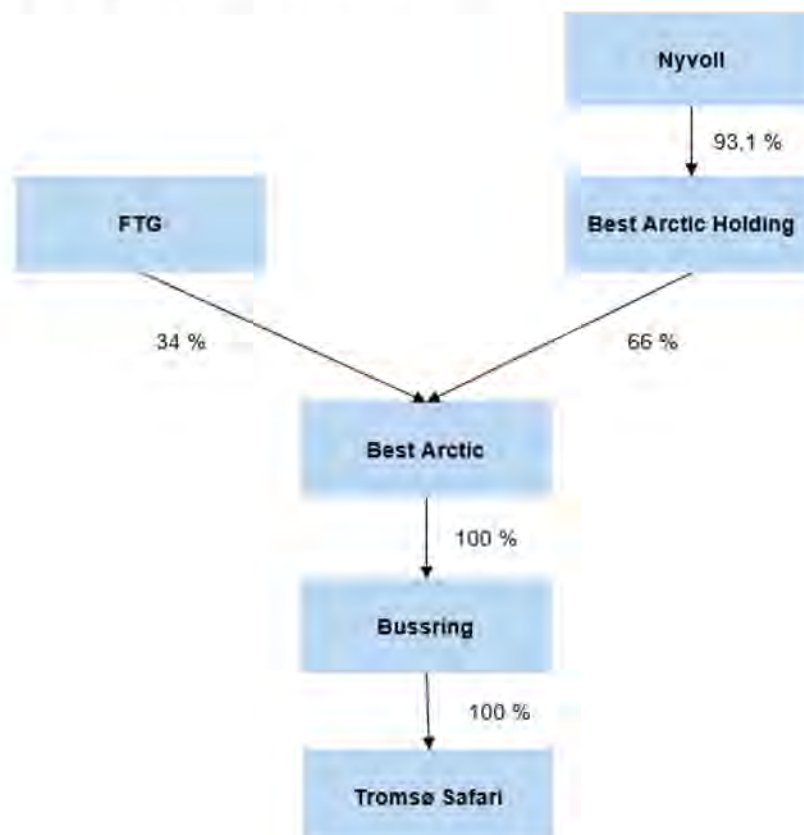 Nyvoll
93,1 %
FTG
Best Arctic Holding
34 %
66 %
Best Arctic
100 %
Bussring
100 %
Tromsø Safari